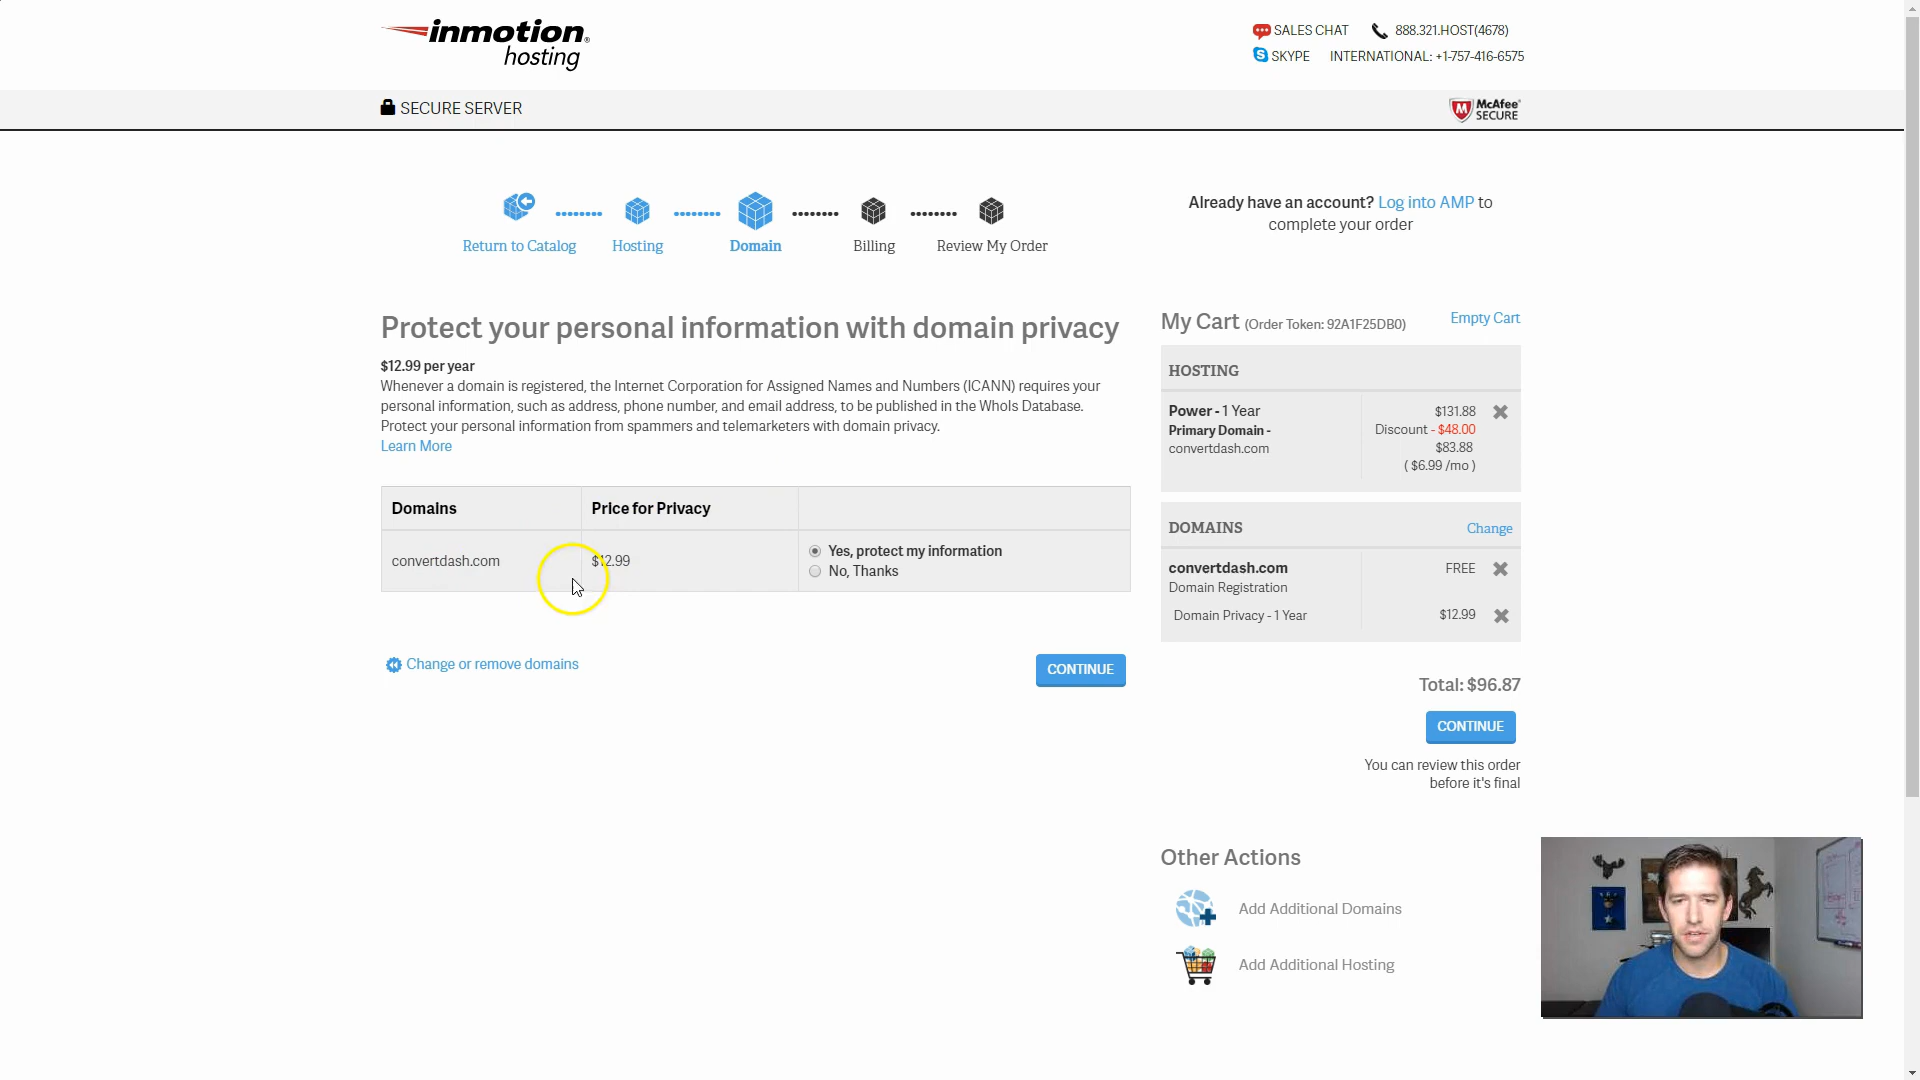 inmotion
hosting
SALES CHAT 888.321.HOST(4678)
SKYPE INTERNATIONAL: +1-757-416-6575
SECURE SERVER
McAfee
SECURE
Return to Catalog Hosting Domain Billing Review My Order
Already have an account? Log into AMP to
complete your order
Protect your personal information with domain privacy
$12.99 per year
Whenever a domain is registered, the Internet Corporation for Assigned Names and Numbers (ICANN) requires your
personal information, such as address, phone number, and email address, to be published in the WhoIs Database.
Protect your personal information from spammers and telemarketers with domain privacy.
Learn More
Domains Price for Privacy
convertdash.com $12.99
Yes, protect my information
No, Thanks
Change or remove domains
CONTINUE
My Cart (Order Token: 92A1F25DB0) Empty Cart
HOSTING
Power - 1 Year $131.88
Primary Domain - Discount - $48.00
convertdash.com $83.88
( $6.99 /mo )
DOMAINS Change
convertdash.com FREE
Domain Registration
Domain Privacy - 1 Year $12.99
Total: $96.87
CONTINUE
You can review this order
before it's final
Other Actions
Add Additional Domains
Add Additional Hosting